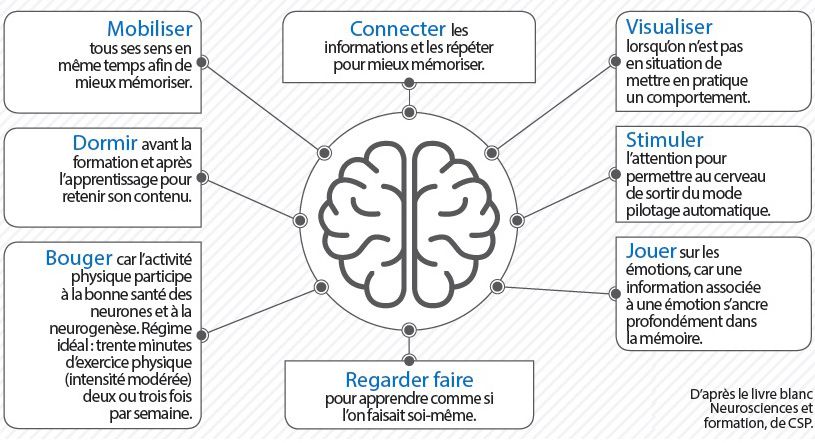 Mobiliser
tous ses sens en
même temps afin de
mieux mémoriser.
Connecter les
informations et les répéter
pour mieux mémoriser.
Visualiser
lorsqu'on n'est pas
en situation de
mettre en pratique
un comportement.
Dormir avant la
formation et après
l'apprentissage pour
retenir son contenu.
Stimuler
l'attention pour
permettre au cerveau
de sortir du mode
pilotage automatique.
Bouger car l'activité
physique participe
à la bonne santé des
neurones et à la
neurogenèse. Régime
idéal : trente minutes
d'exercice physique
(intensité modérée)
deux ou trois fois
par semaine.
Jouer sur les
émotions, car une
information associée
à une émotion s'ancre
profondément dans
la mémoire.
Regarder faire
pour apprendre comme si
l'on faisait soi-même.
D'après le livre blanc
Neurosciences et
formation, de CSP.